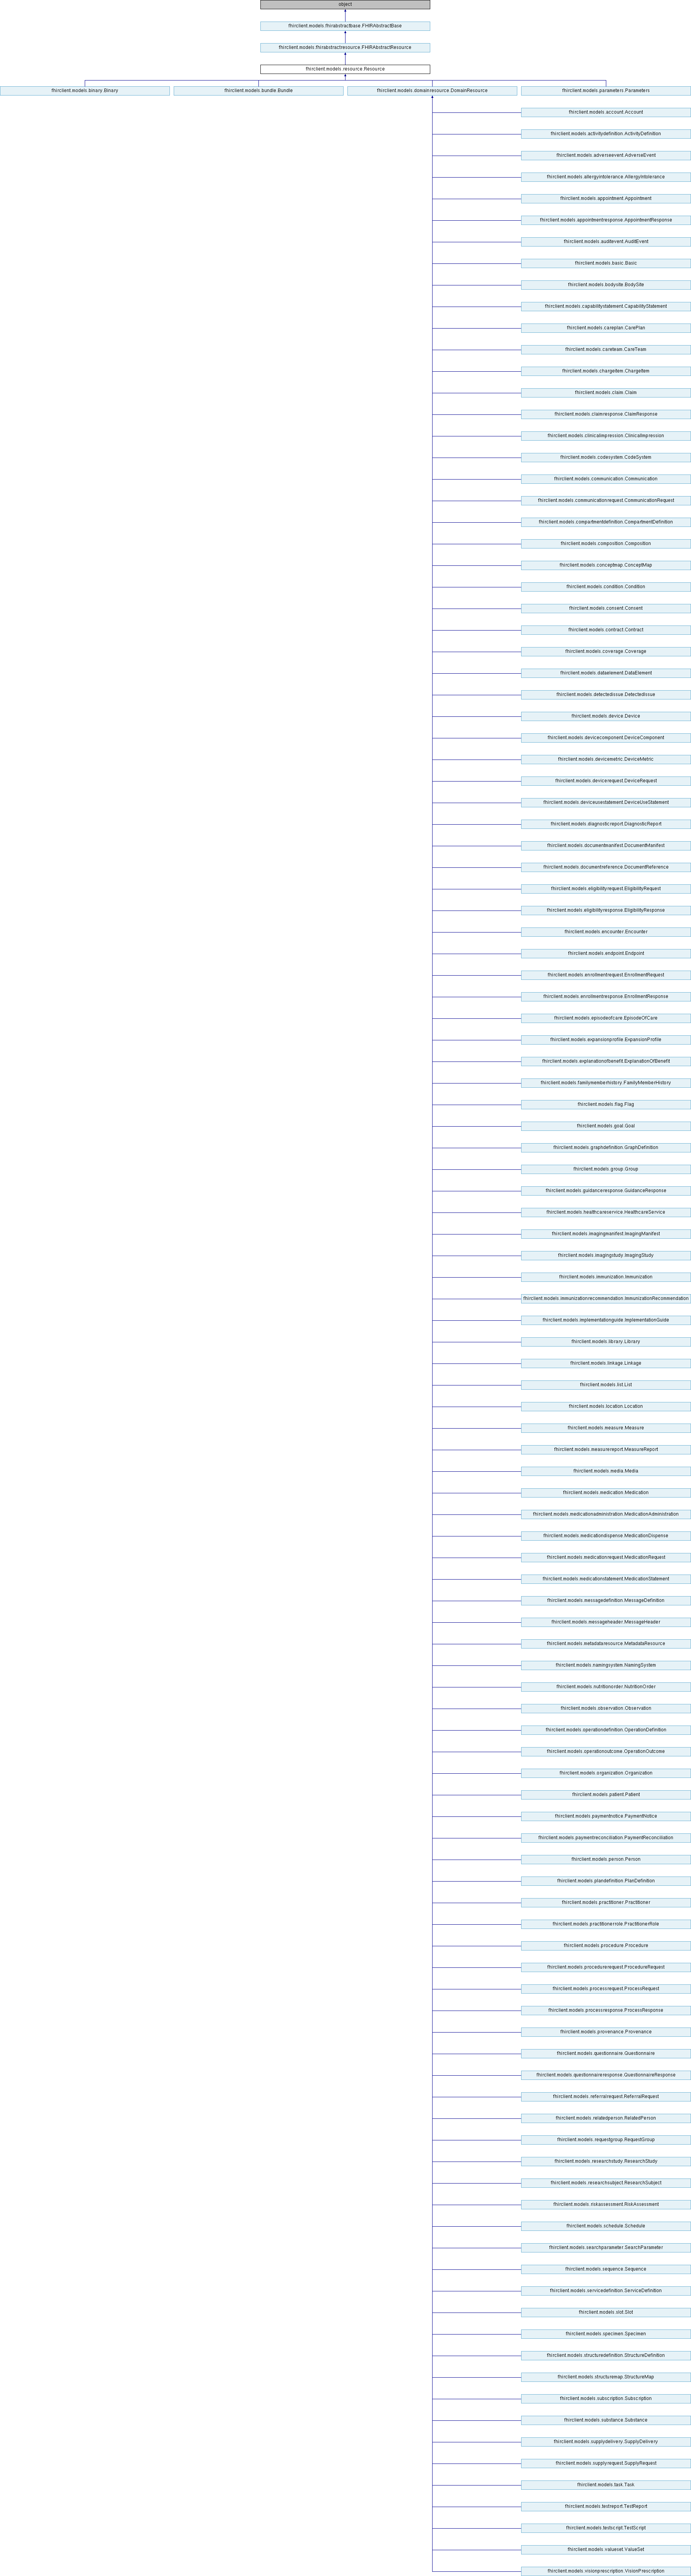 object
fhirclient.models.fhirabstractbase.FHIRAbstractBase
fhirclient.models.fhirabstractresource.FHIRAbstractResource
fhirclient.models.resource.Resource
fhirclient.models.binary.Binary
fhirclient.models.bundle.Bundle
fhirclient.models.domainresource.DomainResource
fhirclient.models.parameters.Parameters
fhirclient.models.account.Account
fhirclient.models.activitydefinition.ActivityDefinition
fhirclient.models.adverseevent.AdverseEvent
fhirclient.models.allergyintolerance.AllergyIntolerance
fhirclient.models.appointment.Appointment
fhirclient.models.appointmentresponse.AppointmentResponse
fhirclient.models.auditevent.AuditEvent
fhirclient.models.basic.Basic
fhirclient.models.bodysite.BodySite
fhirclient.models.capabilitystatement.CapabilityStatement
fhirclient.models.careplan.CarePlan
fhirclient.models.careteam.CareTeam
fhirclient.models.chargeitem.ChargeItem
fhirclient.models.claim.Claim
fhirclient.models.claimresponse.ClaimResponse
fhirclient.models.clinicalimpression.ClinicalImpression
fhirclient.models.codesystem.CodeSystem
fhirclient.models.communication.Communication
fhirclient.models.communicationrequest.CommunicationRequest
fhirclient.models.compartmentdefinition.CompartmentDefinition
fhirclient.models.composition.Composition
fhirclient.models.conceptmap.ConceptMap
fhirclient.models.condition.Condition
fhirclient.models.consent.Consent
fhirclient.models.contract.Contract
fhirclient.models.coverage.Coverage
fhirclient.models.dataelement.DataElement
fhirclient.models.detectedissue.DetectedIssue
fhirclient.models.device.Device
fhirclient.models.devicecomponent.DeviceComponent
fhirclient.models.devicemetric.DeviceMetric
fhirclient.models.devicerequest.DeviceRequest
fhirclient.models.deviceusestatement.DeviceUseStatement
fhirclient.models.diagnosticreport.DiagnosticReport
fhirclient.models.documentmanifest.DocumentManifest
fhirclient.models.documentreference.DocumentReference
fhirclient.models.eligibilityrequest.EligibilityRequest
fhirclient.models.eligibilityresponse.EligibilityResponse
fhirclient.models.encounter.Encounter
fhirclient.models.endpoint.Endpoint
fhirclient.models.enrollmentrequest.EnrollmentRequest
fhirclient.models.enrollmentresponse.EnrollmentResponse
fhirclient.models.episodeofcare.EpisodeOfCare
fhirclient.models.expansionprofile.ExpansionProfile
fhirclient.models.explanationofbenefit.ExplanationOfBenefit
fhirclient.models.familymemberhistory.FamilyMemberHistory
fhirclient.models.flag.Flag
fhirclient.models.goal.Goal
fhirclient.models.graphdefinition.GraphDefinition
fhirclient.models.group.Group
fhirclient.models.guidanceresponse.GuidanceResponse
fhirclient.models.healthcareservice.HealthcareService
fhirclient.models.imagingmanifest.ImagingManifest
fhirclient.models.imagingstudy.ImagingStudy
fhirclient.models.immunization.Immunization
fhirclient.models.immunizationrecommendation.ImmunizationRecommendation
fhirclient.models.implementationguide.ImplementationGuide
fhirclient.models.library.Library
fhirclient.models.linkage.Linkage
fhirclient.models.list.List
fhirclient.models.location.Location
fhirclient.models.measure.Measure
fhirclient.models.measurereport.MeasureReport
fhirclient.models.media.Media
fhirclient.models.medication.Medication
fhirclient.models.medicationadministration.MedicationAdministration
fhirclient.models.medicationdispense.MedicationDispense
fhirclient.models.medicationrequest.MedicationRequest
fhirclient.models.medicationstatement.MedicationStatement
fhirclient.models.messagedefinition.MessageDefinition
fhirclient.models.messageheader.MessageHeader
fhirclient.models.metadataresource.MetadataResource
fhirclient.models.namingsystem.NamingSystem
fhirclient.models.nutritionorder.NutritionOrder
fhirclient.models.observation.Observation
fhirclient.models.operationdefinition.OperationDefinition
fhirclient.models.operationoutcome.OperationOutcome
fhirclient.models.organization.Organization
fhirclient.models.patient.Patient
fhirclient.models.paymentnotice.PaymentNotice
fhirclient.models.paymentreconciliation.PaymentReconciliation
fhirclient.models.person.Person
fhirclient.models.plandefinition.PlanDefinition
fhirclient.models.practitioner.Practitioner
fhirclient.models.practitionerrole.PractitionerRole
fhirclient.models.procedure.Procedure
fhirclient.models.procedurerequest.ProcedureRequest
fhirclient.models.processrequest.ProcessRequest
fhirclient.models.processresponse.ProcessResponse
fhirclient.models.provenance.Provenance
fhirclient.models.questionnaire.Questionnaire
fhirclient.models.questionnaireresponse.QuestionnaireResponse
fhirclient.models.referralrequest.ReferralRequest
fhirclient.models.relatedperson.RelatedPerson
fhirclient.models.requestgroup.RequestGroup
fhirclient.models.researchstudy.ResearchStudy
fhirclient.models.researchsubject.ResearchSubject
fhirclient.models.riskassessment.RiskAssessment
fhirclient.models.schedule.Schedule
fhirclient.models.searchparameter.SearchParameter
fhirclient.models.sequence.Sequence
fhirclient.models.servicedefinition.ServiceDefinition
fhirclient.models.slot.Slot
fhirclient.models.specimen.Specimen
fhirclient.models.structuredefinition.StructureDefinition
fhirclient.models.structuremap.StructureMap
fhirclient.models.subscription.Subscription
fhirclient.models.substance.Substance
fhirclient.models.supplydelivery.SupplyDelivery
fhirclient.models.supplyrequest.SupplyRequest
fhirclient.models.task.Task
fhirclient.models.testreport.TestReport
fhirclient.models.testscript.TestScript
fhirclient.models.valueset.ValueSet
fhirclient.models.visionprescription.VisionPrescription